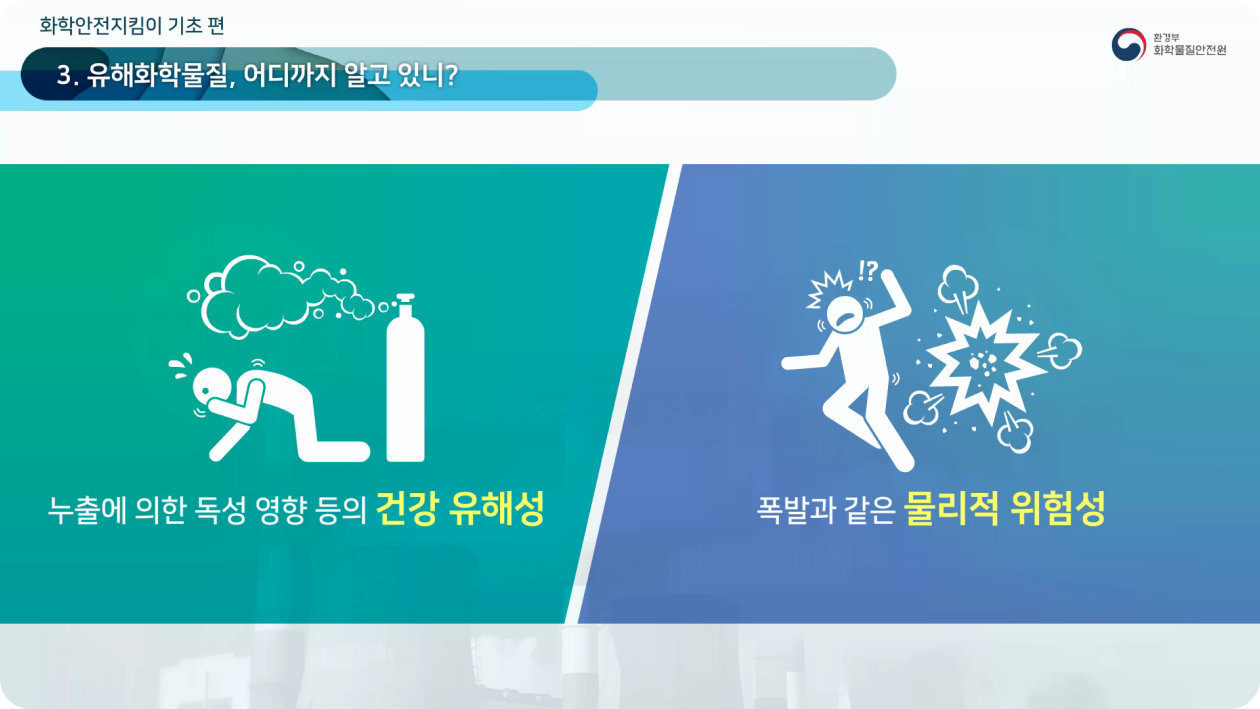 화학안전지킴이 기초 편
환경부
화학물질안전원
3. 유해화학물질, 어디까지 알고 있니?
!?
누출에 의한 독성 영향 등의 건강 유해성
폭발과 같은 물리적 위험성